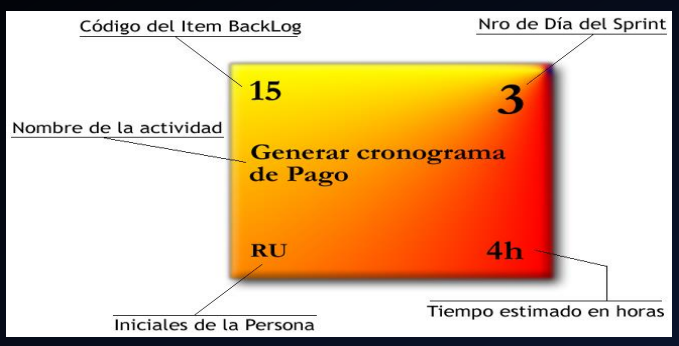 Código del Item BackLog
Nro de Día del Sprint
15
3
Nombre de la actividad
Generar cronograma
de Pago
RU
4h
Tiempo estimado en horas
Iniciales de la Persona